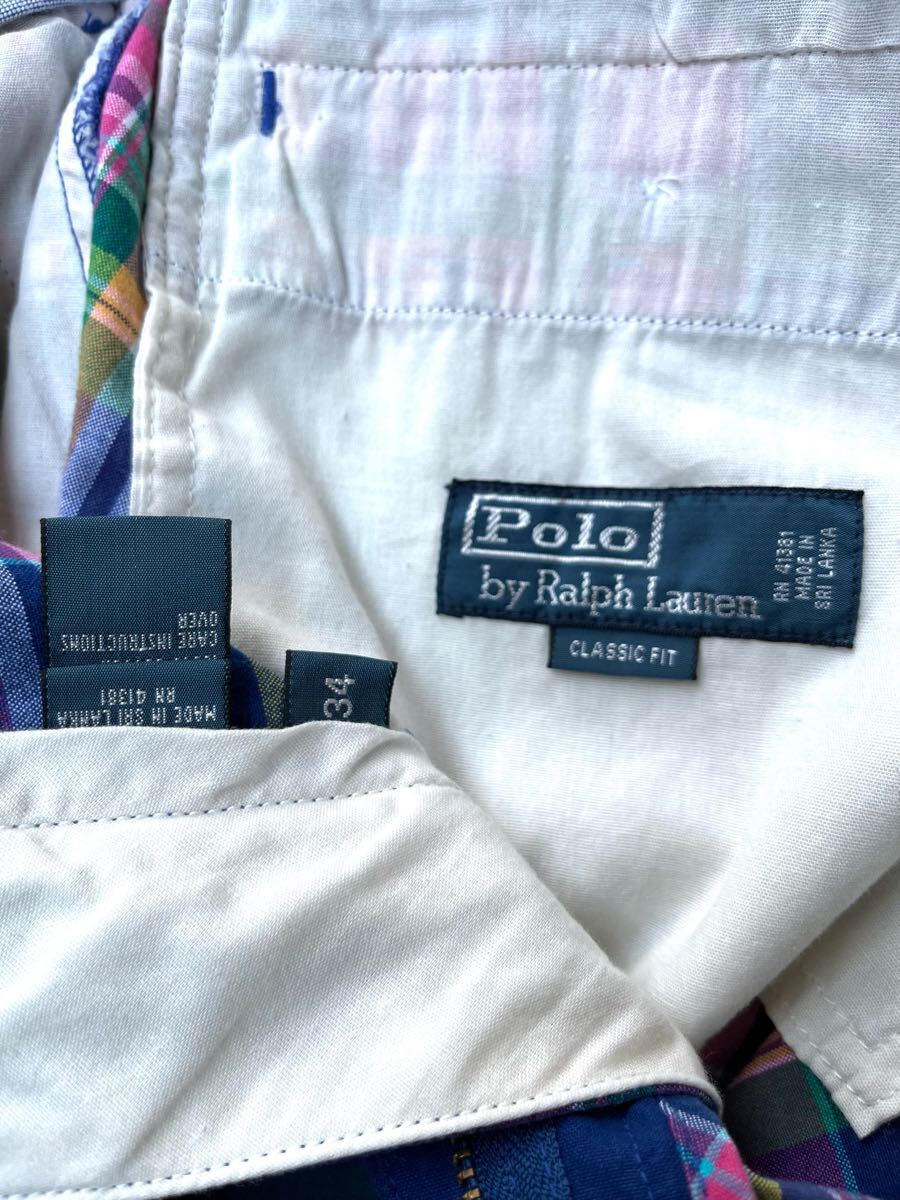 Polo
by Ralph Lauren
RN 41381
MADE IN
SRI LANKA
CLASSIC FIT
CARE INSTRUCTIONS
OVER
MADE IN SRI LANKA
RN 41381
34